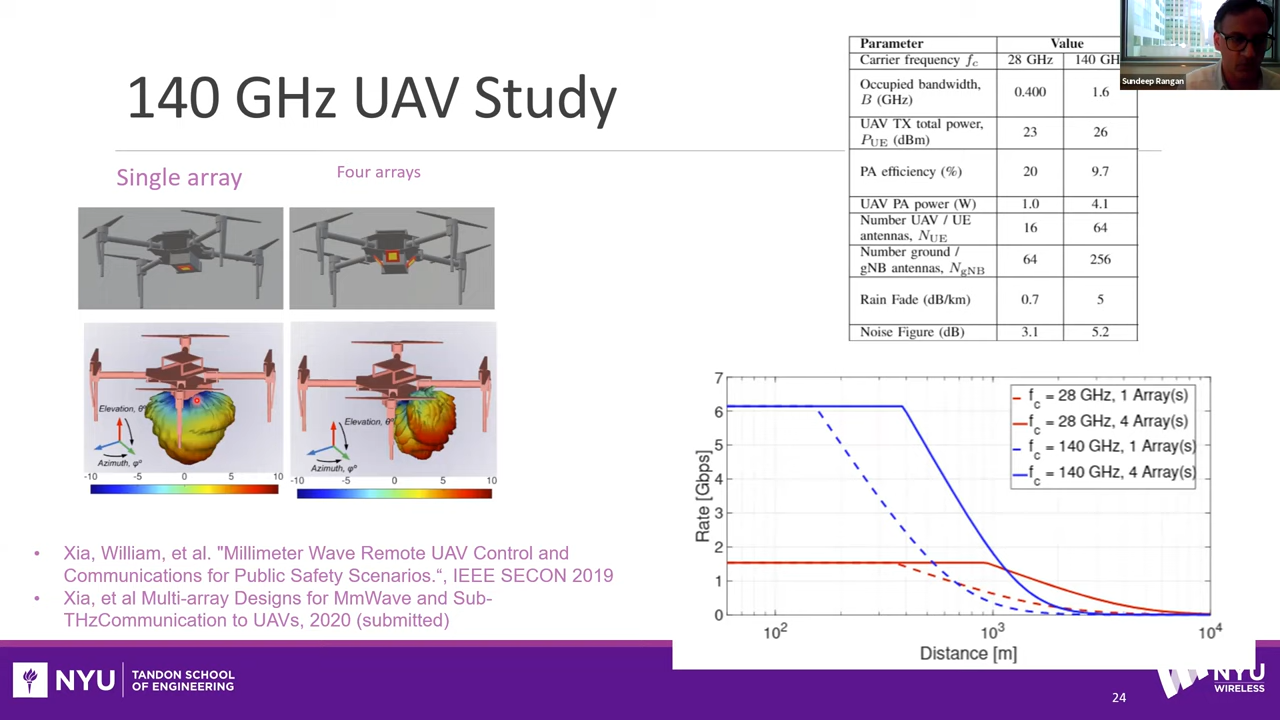 140 GHz UAV Study
Sundeep Rangan
Single array
Four arrays
Parameter Value
Carrier frequency fc 28 GHz 140
Occupied bandwidth,
B (GHz) 0.400 1.6
UAV TX total power,
PUE (dBm) 23 26
PA efficiency (%) 20 9.7
UAV PA power (W) 1.0 4.1
Number UAV / UE
antennas, NUE 16 64
Number ground /
gNB antennas, NgNB 64 256
Rain Fade (dB/km) 0.7 5
Noise Figure (dB) 3.1 5.2
Elevation, θ°
Azimuth, φ°
-10 -5 0 5 10
Elevation, θ°
Azimuth, φ°
-10 -5 0 5 10
7
6
5
4
3
2
1
0
Rate [Gbps]
10² 10³ 10⁴
Distance [m]
fc = 28 GHz, 1 Array(s)
fc = 28 GHz, 4 Array(s)
fc = 140 GHz, 1 Array(s)
fc = 140 GHz, 4 Array(s)
• Xia, William, et al. "Millimeter Wave Remote UAV Control and
Communications for Public Safety Scenarios.“, IEEE SECON 2019
• Xia, et al Multi-array Designs for MmWave and Sub-
THzCommunication to UAVs, 2020 (submitted)
NYU TANDON SCHOOL
OF ENGINEERING
24
NYU
WIRELESS